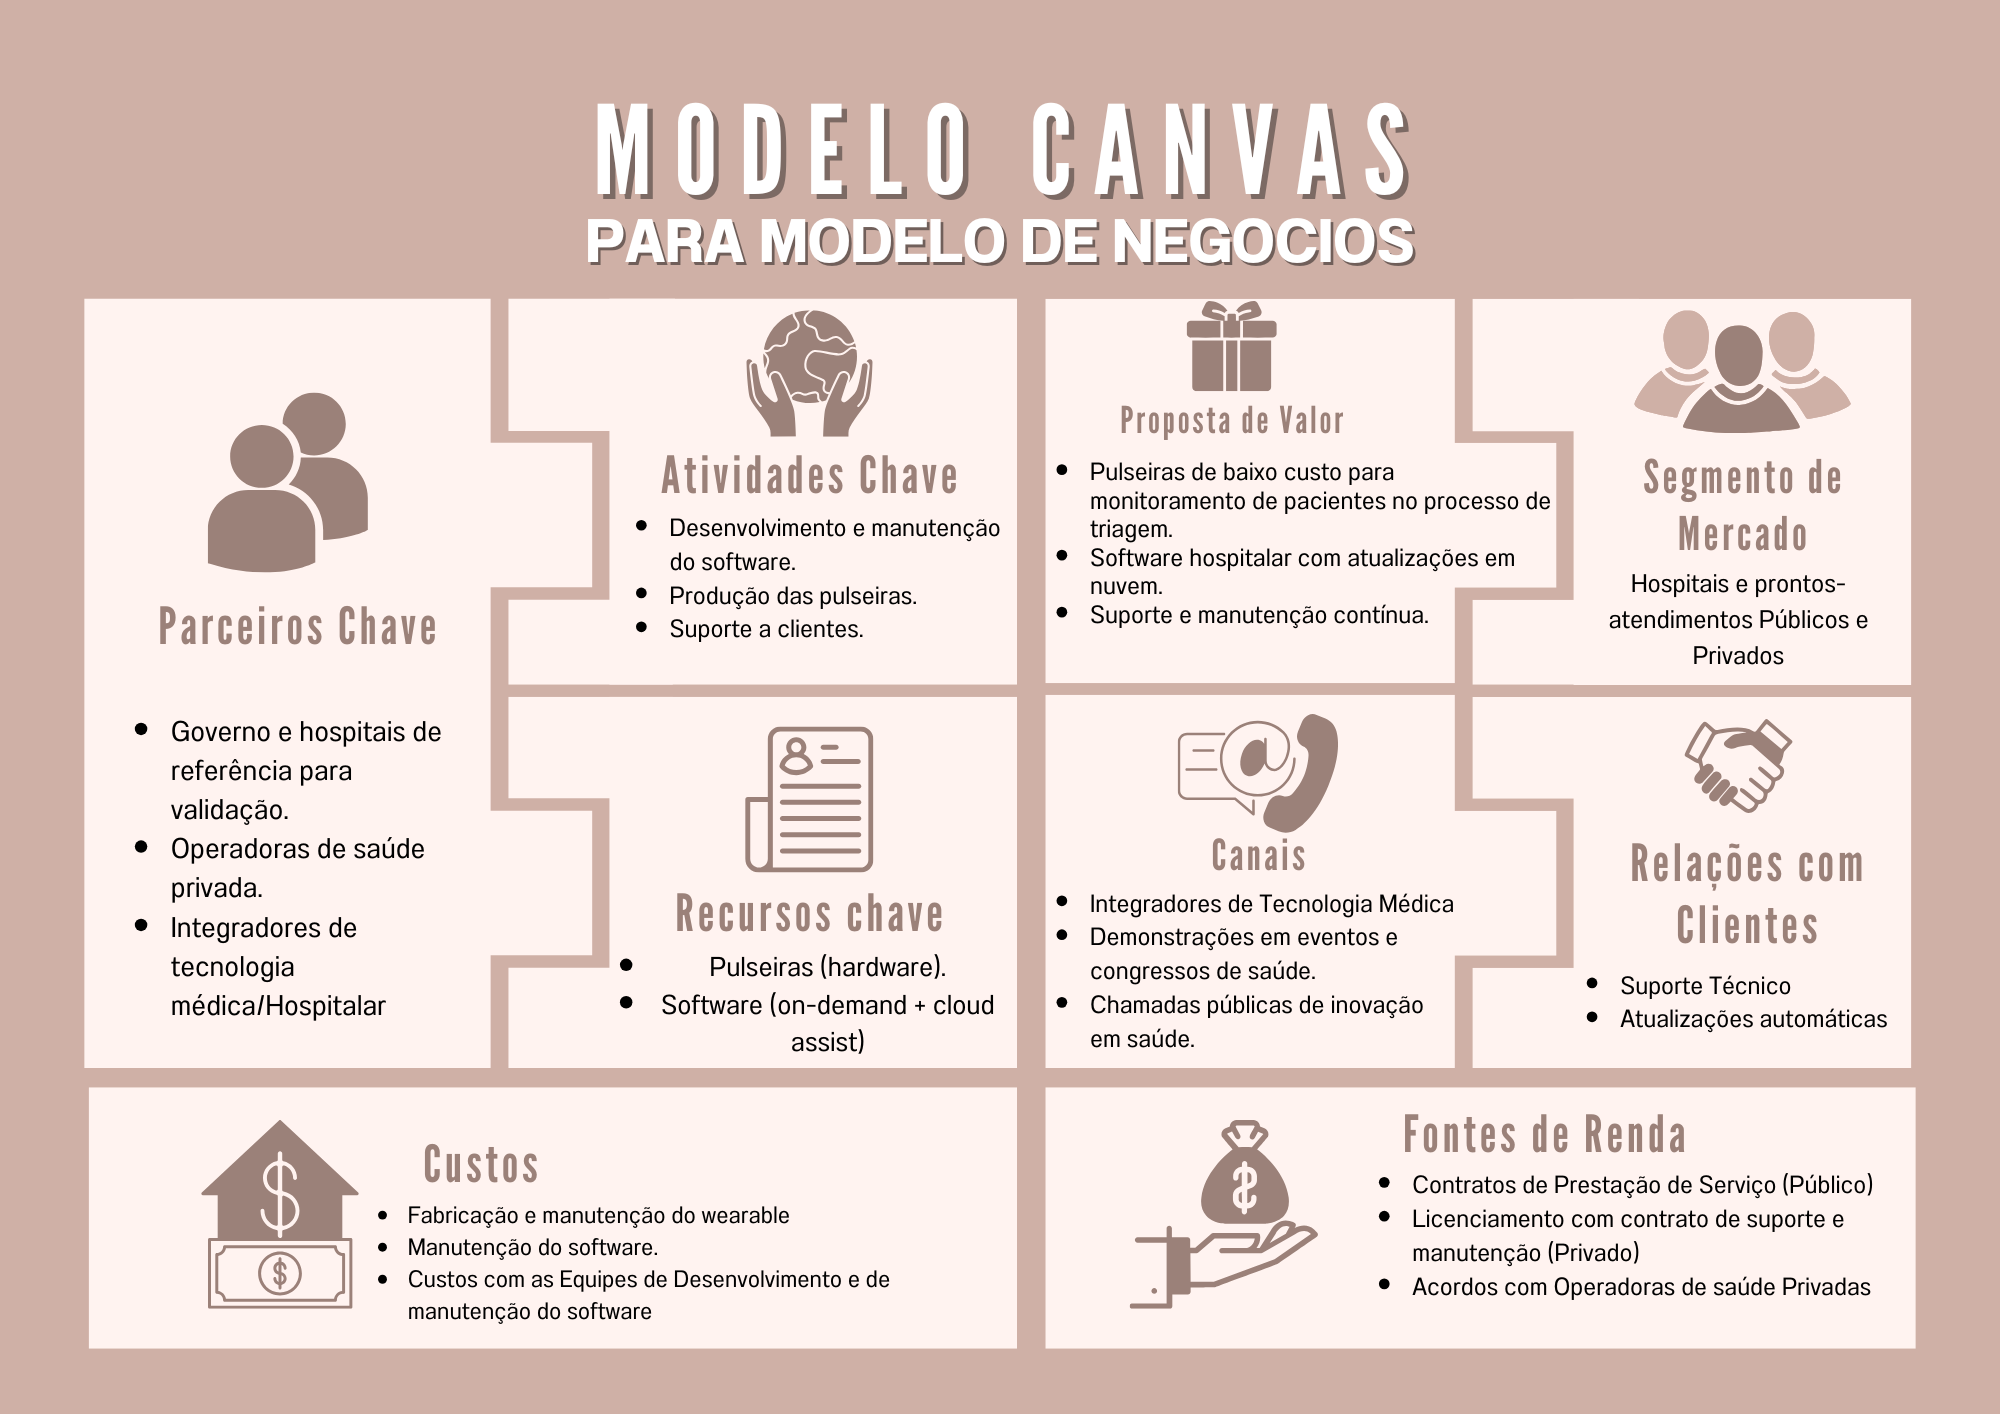 MODELO CANVAS
PARA MODELO DE NEGOCIOS
Parceiros Chave
• Governo e hospitais de
referência para
validação.
• Operadoras de saúde
privada.
• Integradores de
tecnologia
médica/Hospitalar
Atividades Chave
• Desenvolvimento e manutenção
do software.
• Produção das pulseiras.
• Suporte a clientes.
Recursos chave
• Pulseiras (hardware).
• Software (on-demand + cloud
assist)
Proposta de Valor
• Pulseiras de baixo custo para
monitoramento de pacientes no processo de
triagem.
• Software hospitalar com atualizações em
nuvem.
• Suporte e manutenção contínua.
Canais
• Integradores de Tecnologia Médica
• Demonstrações em eventos e
congressos de saúde.
• Chamadas públicas de inovação
em saúde.
Segmento de
Mercado
Hospitais e prontos-
atendimentos Públicos e
Privados
Relações com
Clientes
• Suporte Técnico
• Atualizações automáticas
Custos
• Fabricação e manutenção do wearable
• Manutenção do software.
• Custos com as Equipes de Desenvolvimento e de
manutenção do software
Fontes de Renda
• Contratos de Prestação de Serviço (Público)
• Licenciamento com contrato de suporte e
manutenção (Privado)
• Acordos com Operadoras de saúde Privadas